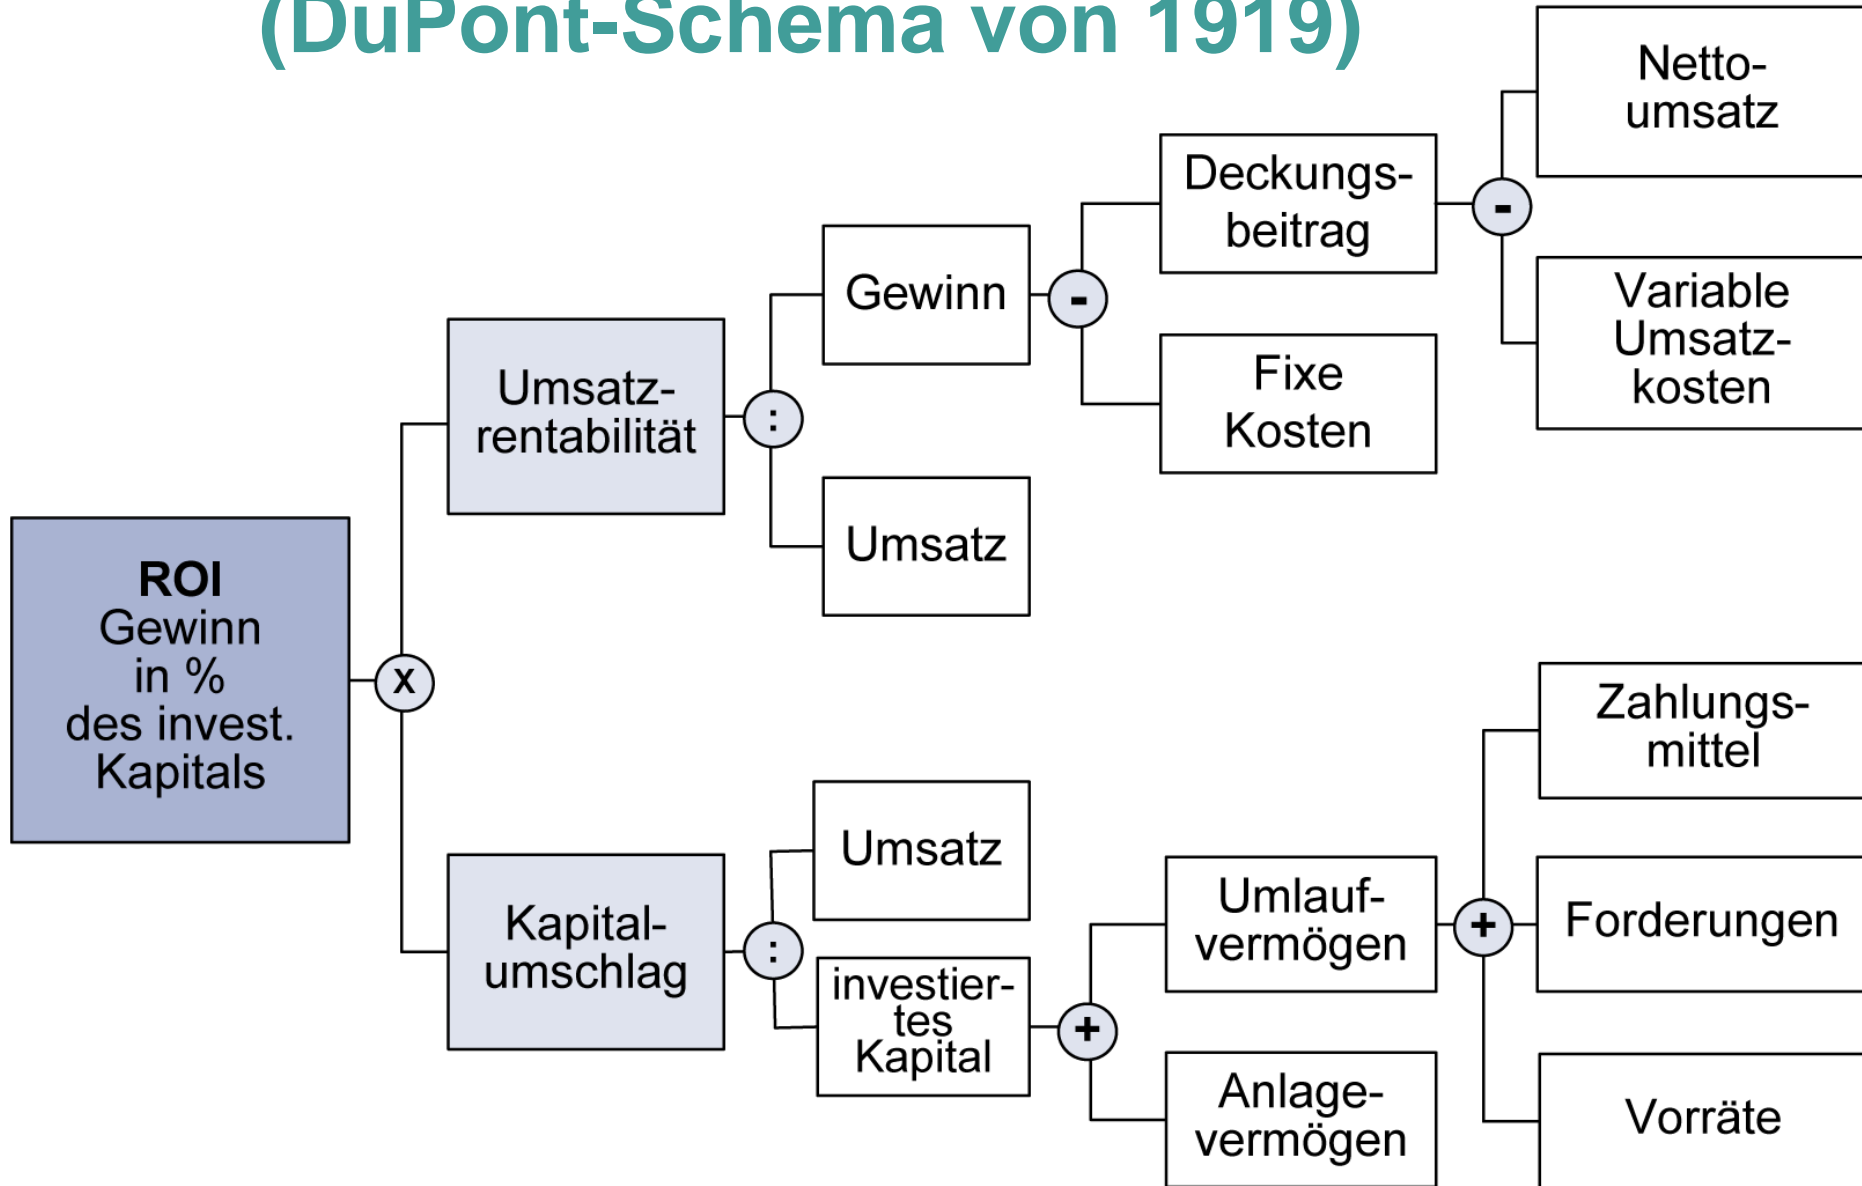 (DuPont-Schema von 1919)
Netto-
umsatz
Deckungs-
beitrag
-
Variable
Umsatz-
kosten
Gewinn
-
Fixe
Kosten
Umsatz-
rentabilität
:
Umsatz
ROI
Gewinn
in %
des invest.
Kapitals
x
Kapital-
umschlag
:
Umsatz
investier-
tes
Kapital
+
Umlauf-
vermögen
+
Anlage-
vermögen
Zahlungs-
mittel
Forderungen
Vorräte